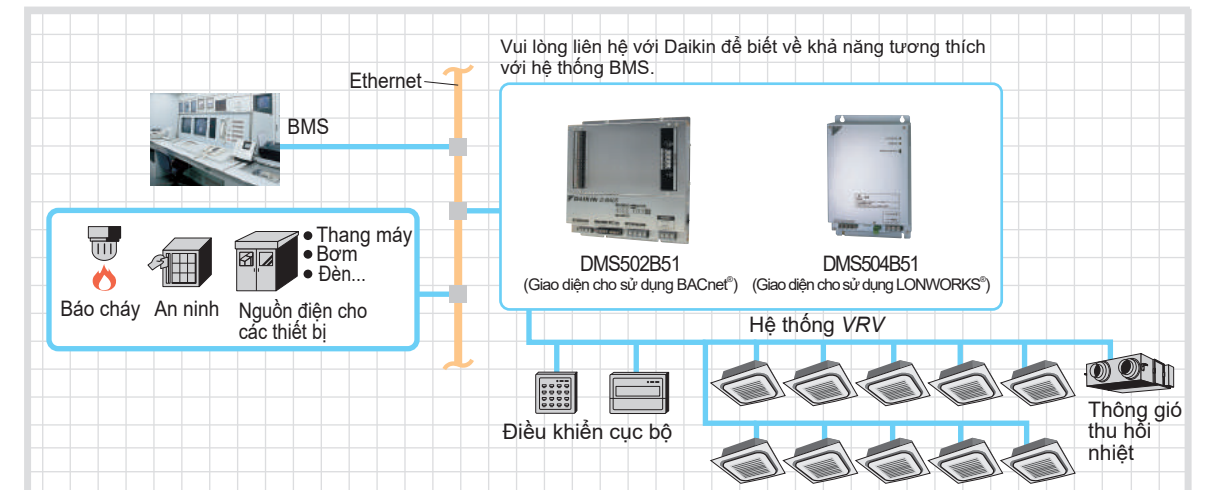 Vui lòng liên hệ với Daikin để biết về khả năng tương thích
với hệ thống BMS.
Ethernet
BMS
DAIKIN
DMS502B51
(Giao diện cho sử dụng BACnet®)
DMS504B51
(Giao diện cho sử dụng LONWORKS®)
• Thang máy
• Bơm
• Đèn...
Báo cháy
An ninh
Nguồn điện cho
các thiết bị
Hệ thống VRV
Điều khiển cục bộ
Thông gió
thu hồi
nhiệt